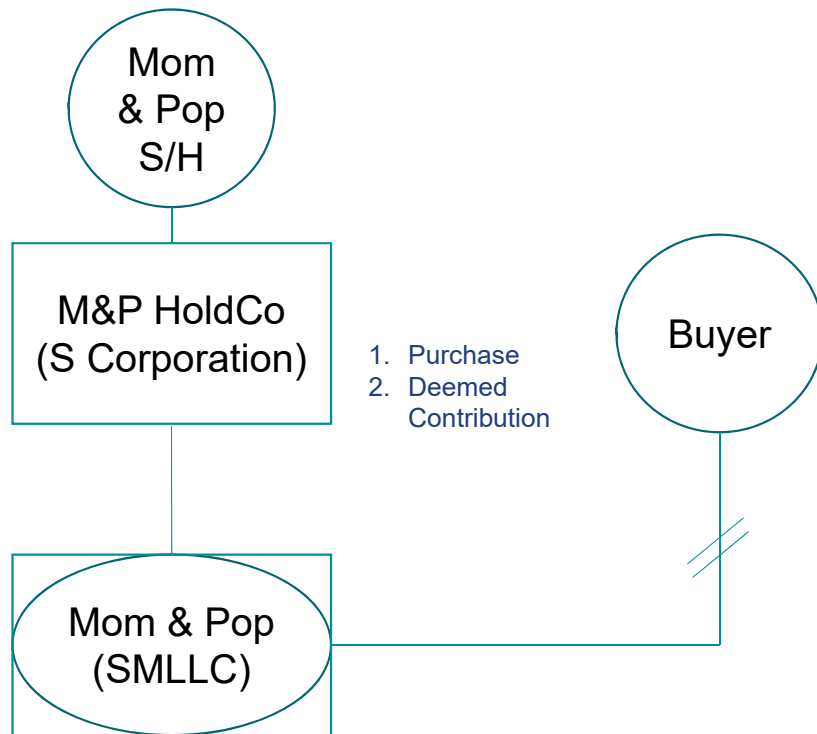 Mom
& Pop
S/H
M&P HoldCo
(S Corporation)
1. Purchase
2. Deemed
Contribution
Buyer
Mom & Pop
(SMLLC)